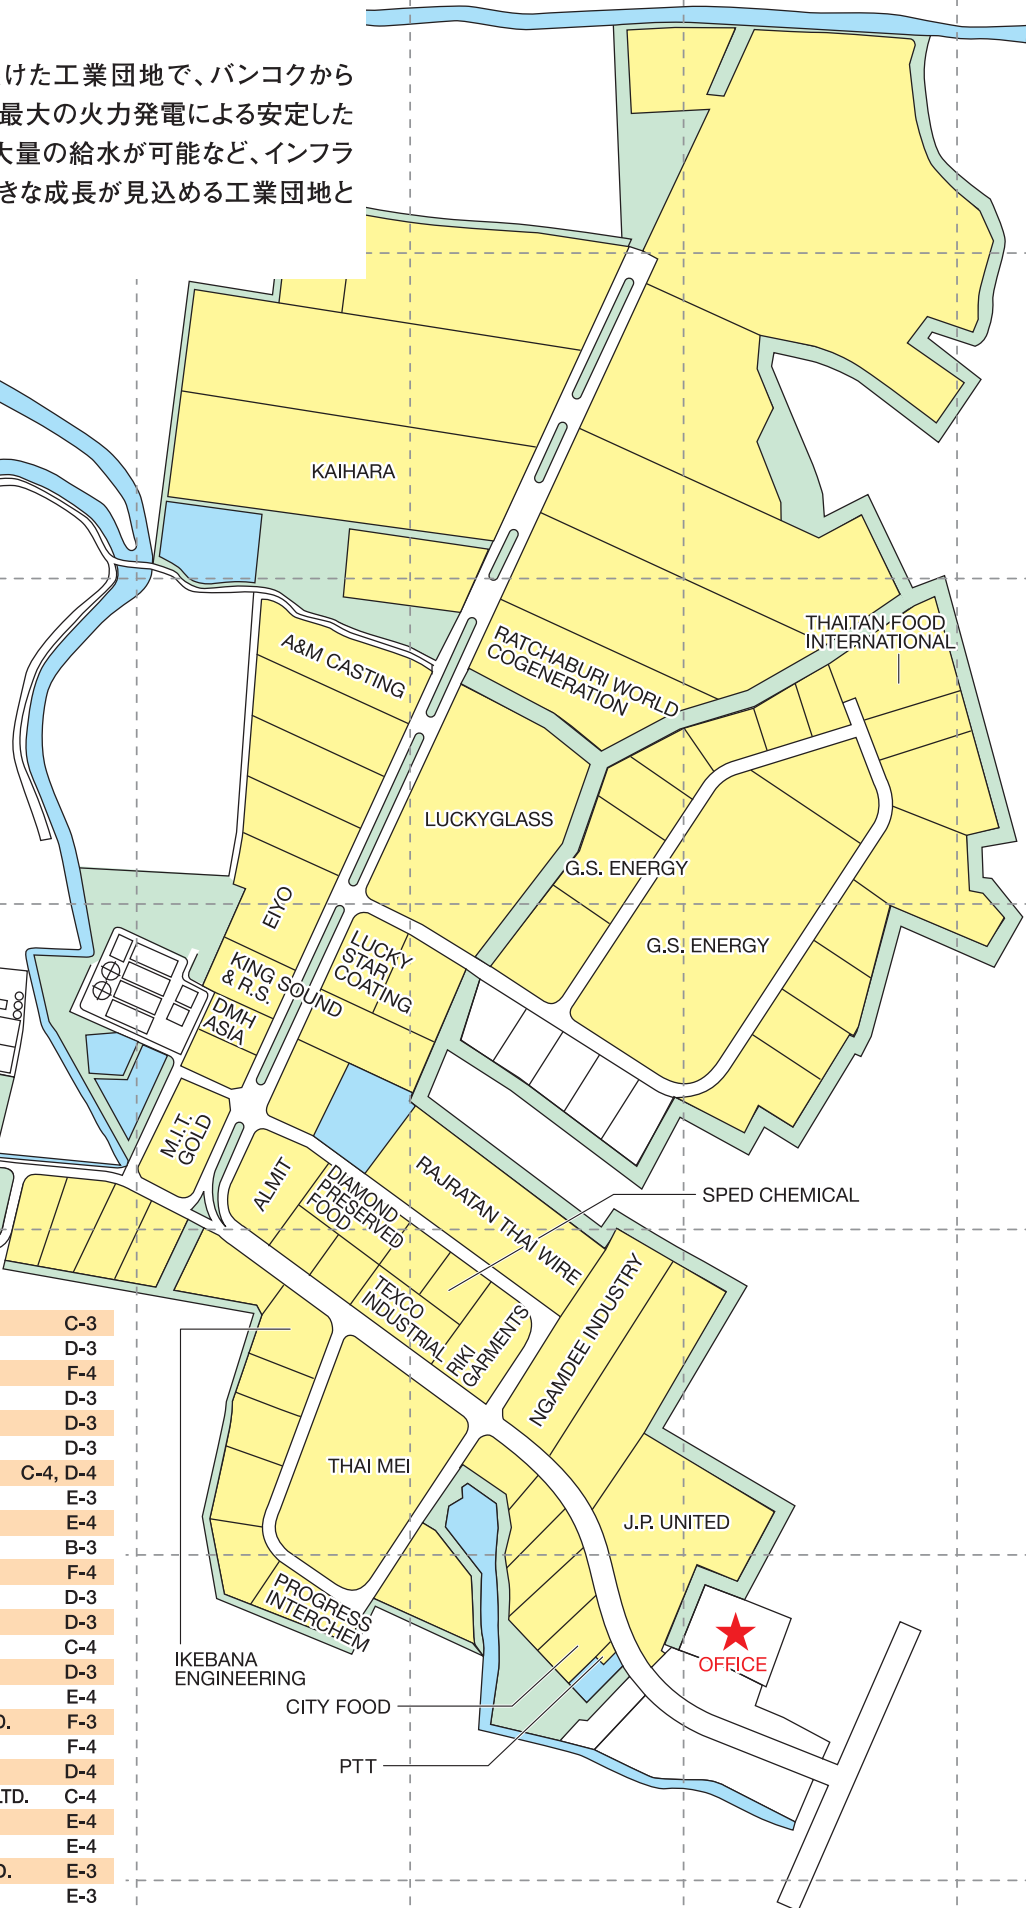 けた工業団地で、バンコクから
最大の火力発電による安定した
大量の給水が可能など、インフラ
きな成長が見込める工業団地と
KAIHARA
THAITAN FOOD
INTERNATIONAL
A&M CASTING
RATCHABURI WORLD
COGENERATION
LUCKYGLASS
G.S. ENERGY
EIYO
G.S. ENERGY
LUCKY
STAR
COATING
KING SOUND
& R.S.
DMH
ASIA
M.I.T.
GOLD
ALMIT
DIAMOND
PRESERVED
FOOD
RAJRATAN THAI WIRE
SPED CHEMICAL
TEXCO
INDUSTRIAL
RIKI
GARMENTS
NGAMDEE INDUSTRY
THAI MEI
J.P. UNITED
PROGRESS
INTERCHEM
IKEBANA
ENGINEERING
OFFICE
CITY FOOD
PTT
C-3
D-3
F-4
D-3
D-3
D-3
C-4, D-4
E-3
E-4
B-3
F-4
D-3
D-3
C-4
D-3
E-4
D. F-3
F-4
D-4
LTD. C-4
E-4
E-4
D. E-3
E-3